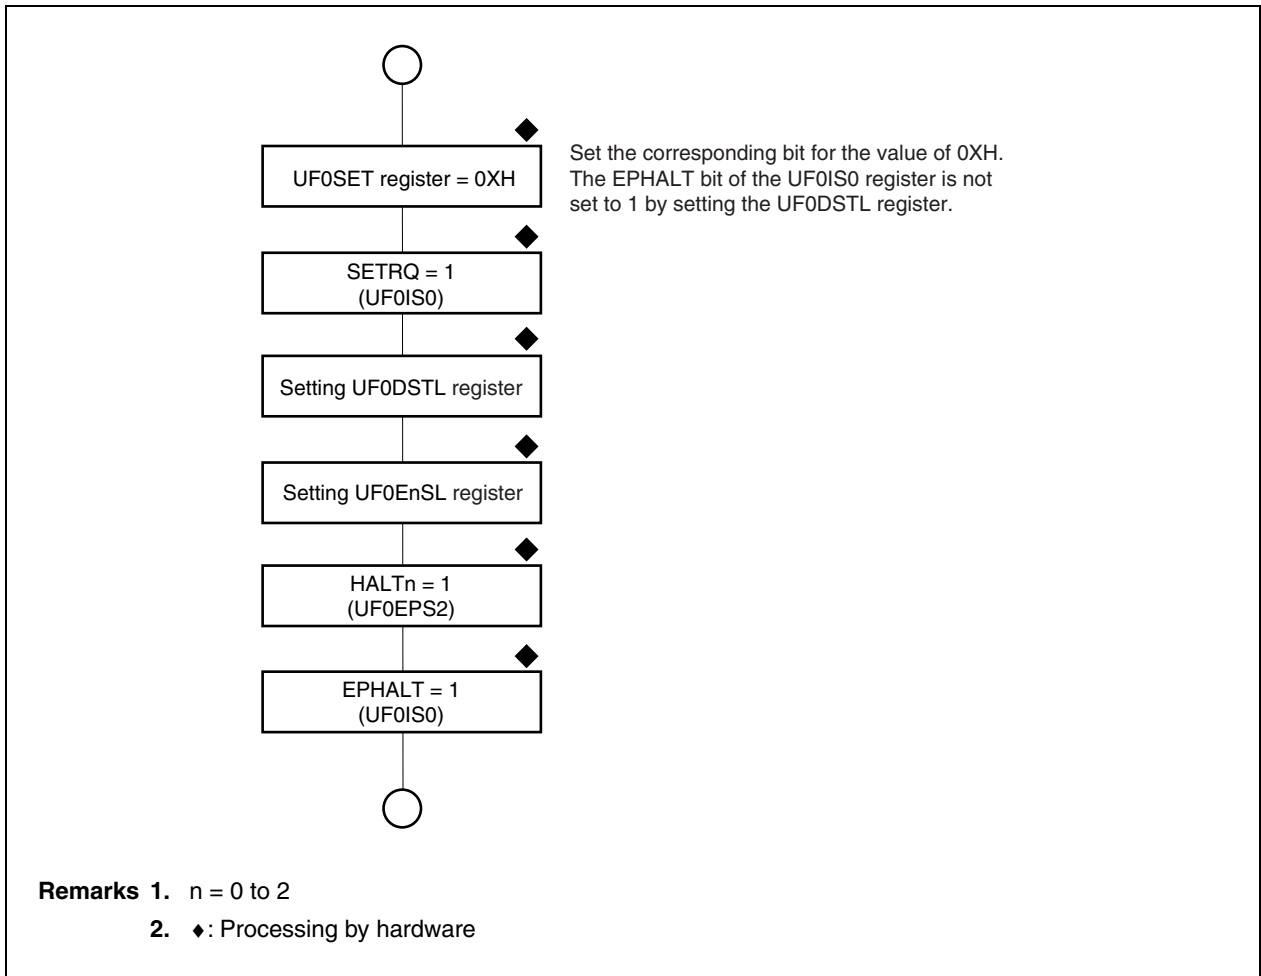 UF0SET register = 0XH
Set the corresponding bit for the value of 0XH.
The EPHALT bit of the UF0IS0 register is not
set to 1 by setting the UF0DSTL register.
SETRQ = 1
(UF0IS0)
Setting UF0DSTL register
Setting UF0EnSL register
HALTn = 1
(UF0EPS2)
EPHALT = 1
(UF0IS0)
Remarks 1. n = 0 to 2
2. ♦: Processing by hardware